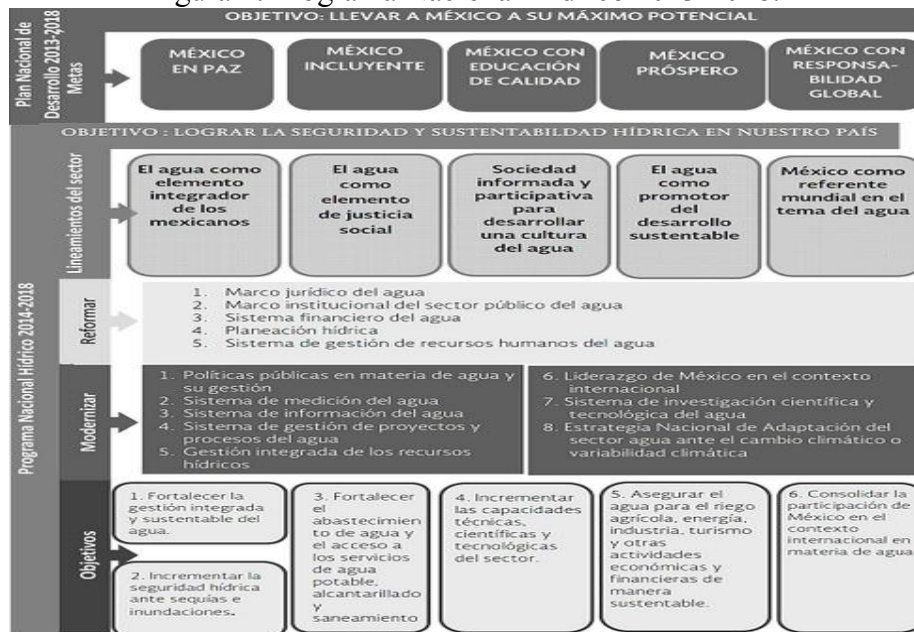 OBJETIVO: LLEVAR A MÉXICO A SU MÁXIMO POTENCIAL
Plan Nacional de
Desarrollo 2013-2018
Metas
MÉXICO
EN PAZ
MÉXICO
INCLUYENTE
MÉXICO CON
EDUCACIÓN
DE CALIDAD
MÉXICO
PRÓSPERO
MÉXICO CON
RESPONSA-
BILIDAD
GLOBAL
OBJETIVO : LOGRAR LA SEGURIDAD Y SUSTENTABILDAD HÍDRICA EN NUESTRO PAÍS
Programa Nacional Hídrico 2014-2018
Lineamientos del sector
El agua como
elemento
integrador
de los
mexicanos
El agua
como
elemento
de justicia
social
Sociedad
informada y
participativa
para
desarrollar
una cultura
del agua
El agua
como
promotor
del
desarrollo
sustentable
México como
referente
mundial en el
tema del agua
Reformar
1. Marco jurídico del agua
2. Marco institucional del sector público del agua
3. Sistema financiero del agua
4. Planeación hídrica
5. Sistema de gestión de recursos humanos del agua
Modernizar
1. Políticas públicas en materia de agua y
su gestión
2. Sistema de medición del agua
3. Sistema de información del agua
4. Sistema de gestión de proyectos y
procesos del agua
5. Gestión integrada de los recursos
hídricos
6. Liderazgo de México en el contexto
internacional
7. Sistema de investigación científica y
tecnológica del agua
8. Estrategia Nacional de Adaptación del
sector agua ante el cambio climático o
variabilidad climática
Objetivos
1. Fortalecer la
gestión integrada
y sustentable del
agua.
2. Incrementar la
seguridad hídrica
ante sequías e
inundaciones.
3. Fortalecer
el
abastecimien
to de agua y
el acceso a
los servicios
de agua
potable,
alcantarillado
y
saneamiento
4. Incrementar
las capacidades
técnicas,
científicas y
tecnológicas
del sector.
5. Asegurar el
agua para el riego
agrícola, energía,
industria, turismo
y otras
actividades
económicas y
financieras de
manera
sustentable.
6. Consolidar la
participación de
México en el
contexto
internacional en
materia de agua